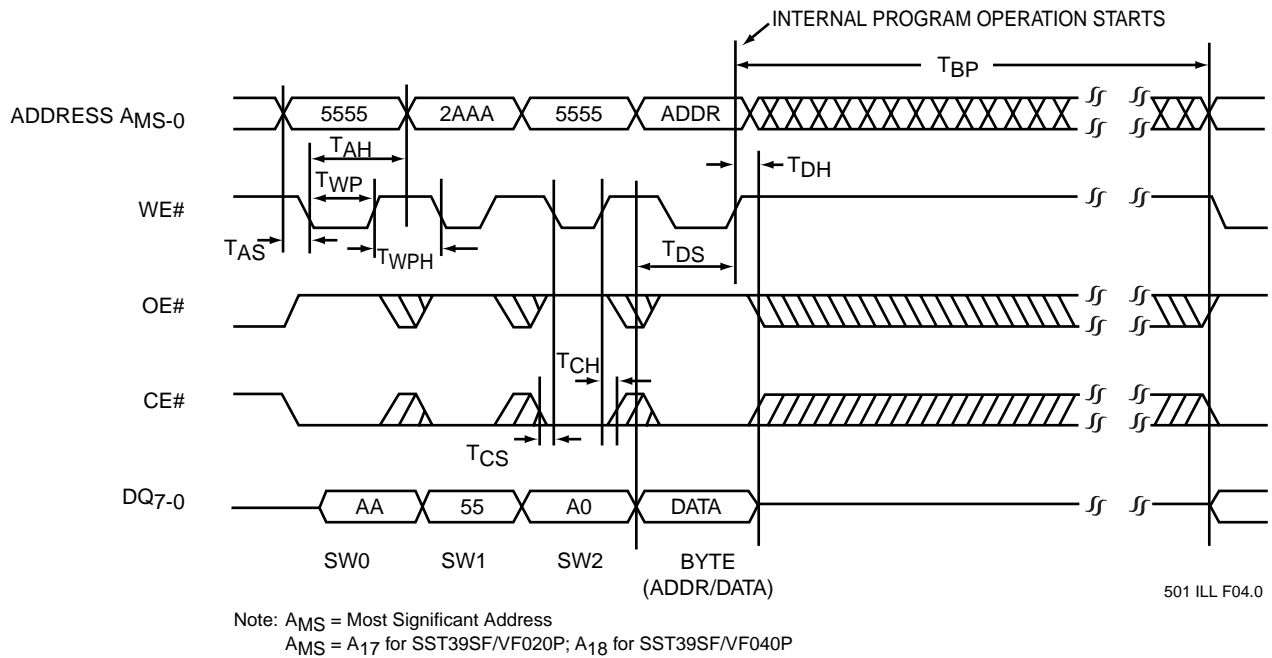 INTERNAL PROGRAM OPERATION STARTS
TBP
ADDRESS AMS-0
5555
2AAA
5555
ADDR
TAH
TDH
TWP
WE#
TAS
TWPH
TDS
OE#
TCH
CE#
TCS
DQ7-0
AA
55
A0
DATA
SW0
SW1
SW2
BYTE
(ADDR/DATA)
501 ILL F04.0
Note: AMS = Most Significant Address
AMS = A17 for SST39SF/VF020P; A18 for SST39SF/VF040P